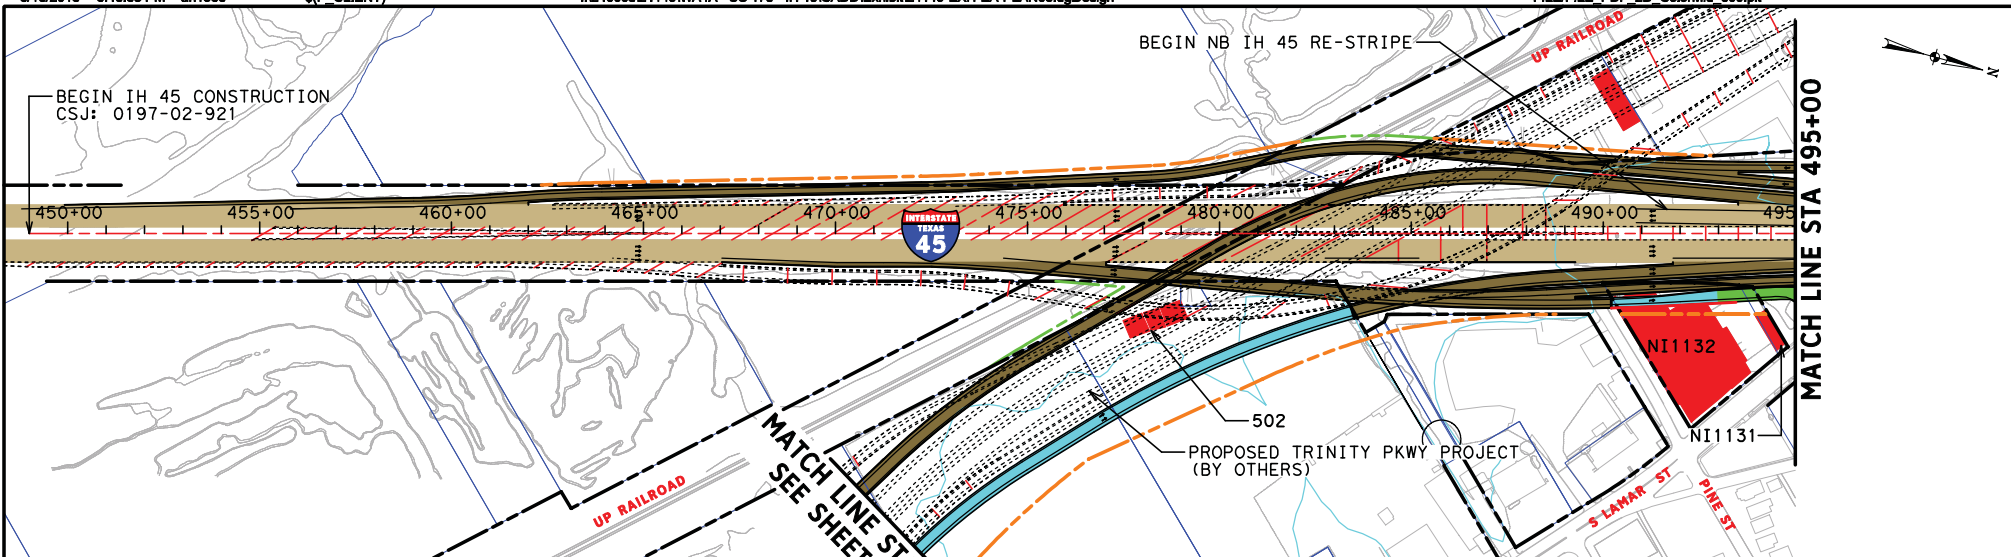 BEGIN NB IH 45 RE-STRIPE
UP RAILROAD
BEGIN IH 45 CONSTRUCTION
CSJ: 0197-02-921
N
450+00
455+00
460+00
465+00
470+00
475+00
480+00
485+00
490+00
495
INTERSTATE
TEXAS
45
MATCH LINE STA 495+00
NI1132
NI1131
502
PROPOSED TRINITY PKWY PROJECT
(BY OTHERS)
MATCH LINE ST
SEE SHEET
UP RAILROAD
S LAMAR ST
PINE ST